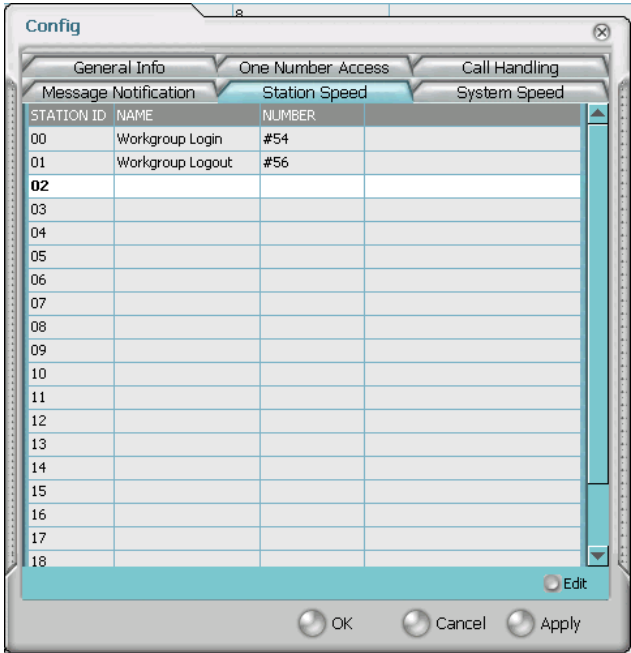 8
Config
General Info One Number Access Call Handling
Message Notification Station Speed System Speed
STATION ID NAME NUMBER
00 Workgroup Login #54
01 Workgroup Logout #56
02
03
04
05
06
07
08
09
10
11
12
13
14
15
16
17
18
Edit
OK Cancel Apply